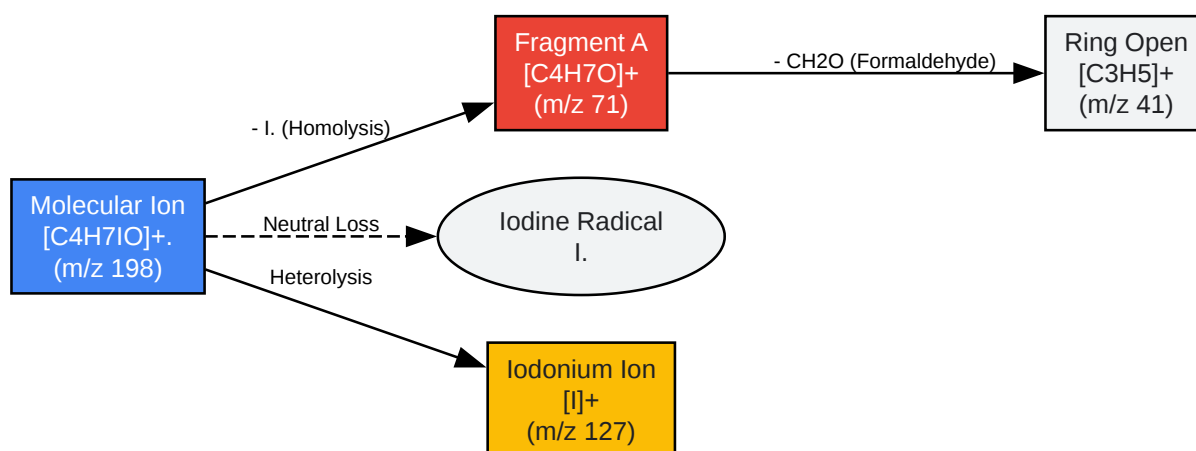 Fragment A
[C4H7O]+
(m/z 71)
- CH2O (Formaldehyde)
Ring Open
[C3H5]+
(m/z 41)
- I. (Homolysis)
Molecular Ion
[C4H7IO]+.
(m/z 198)
Neutral Loss
Iodine Radical
I.
Heterolysis
Iodonium Ion
[I]+
(m/z 127)